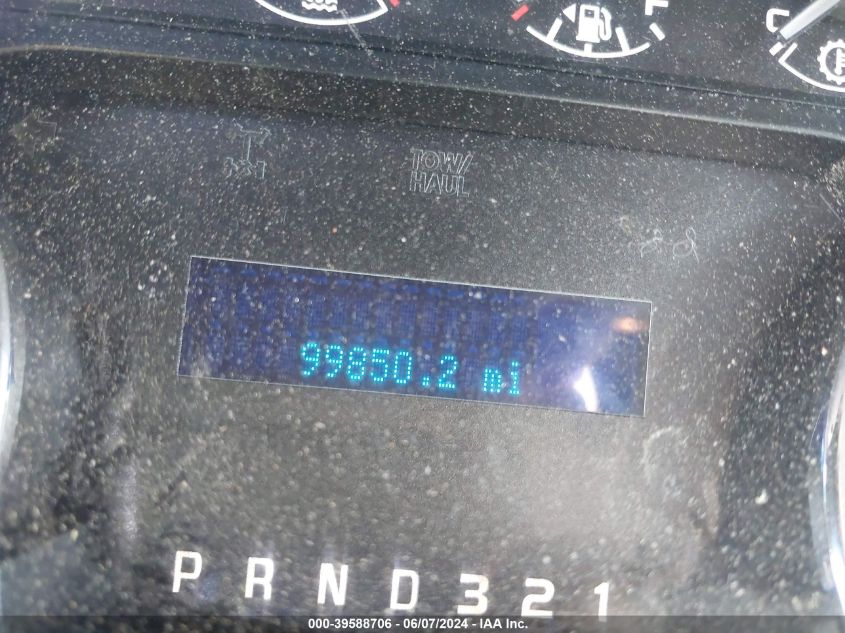 F
C
TOW/
HAUL
99850.2 mi
P R N D 3 2 1
000-39588706 - 06/07/2024 - IAA Inc.